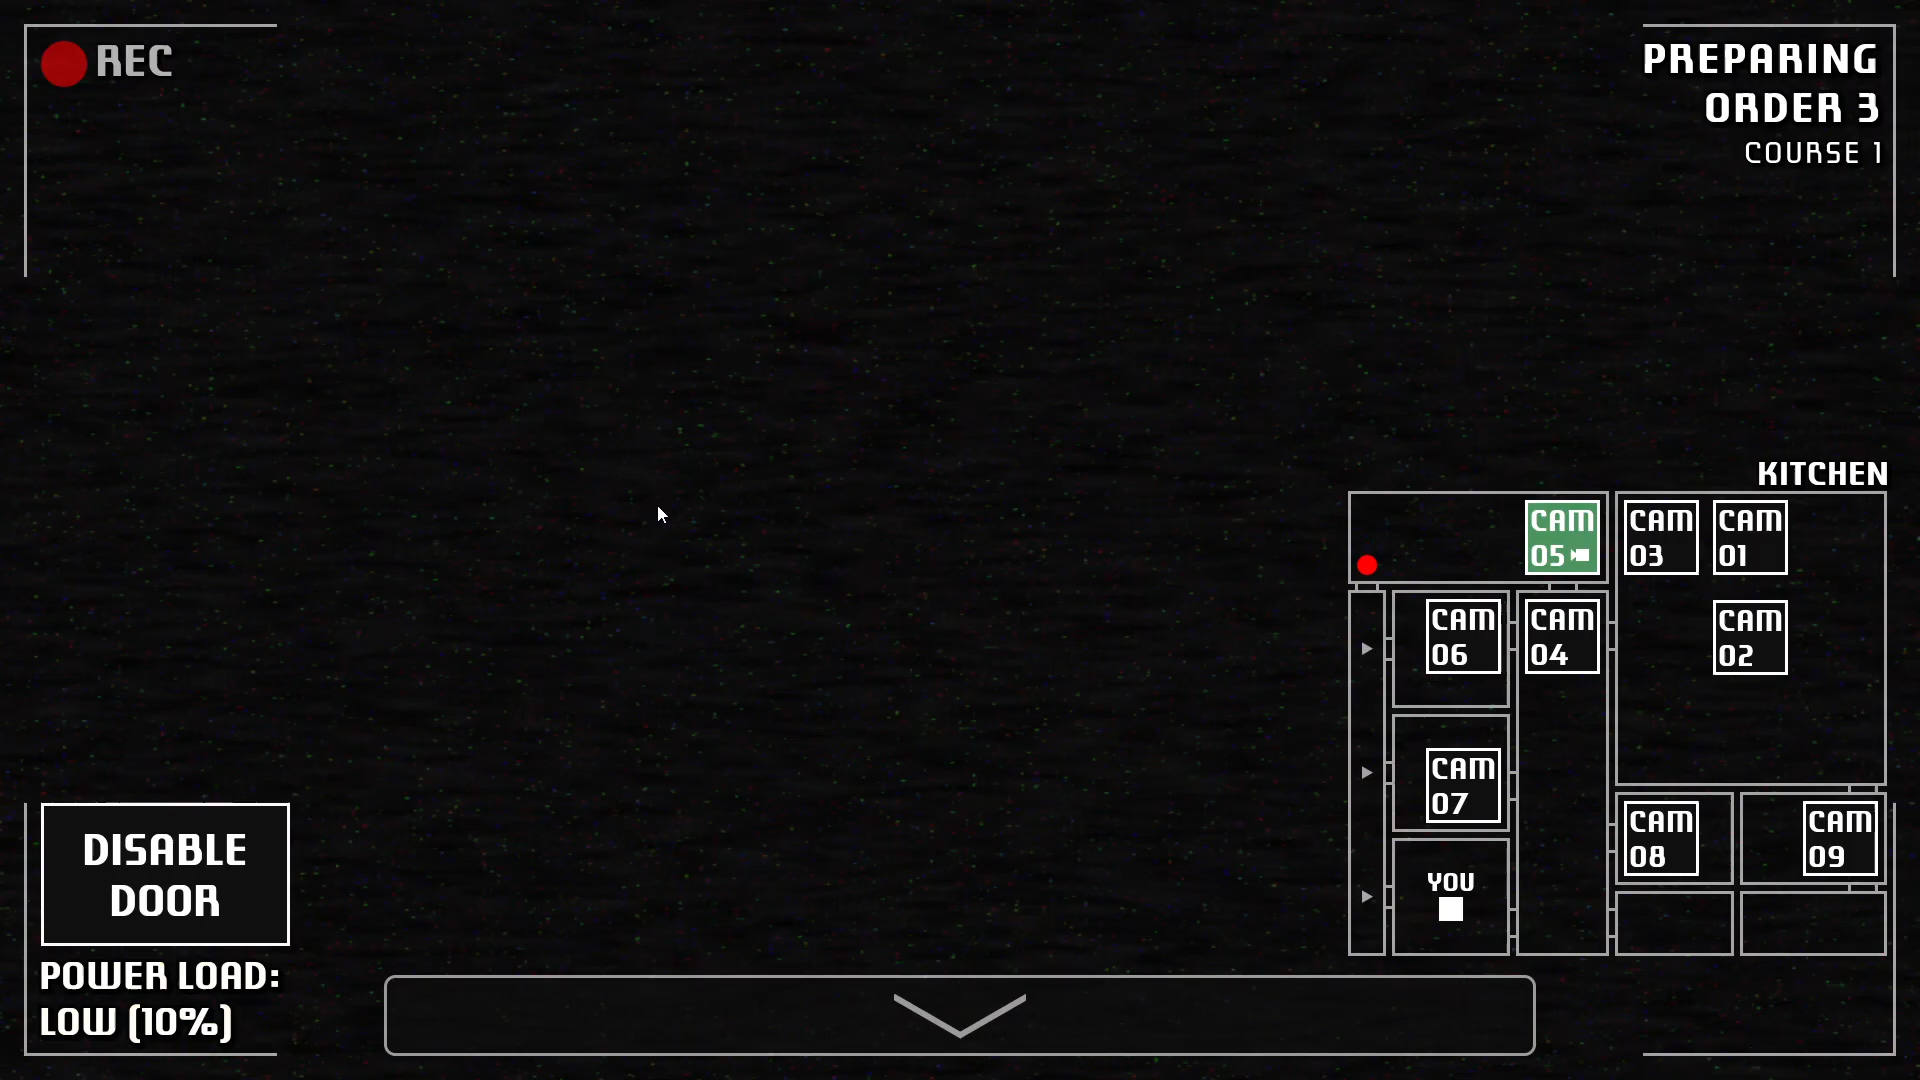 REC
PREPARING
ORDER 3
COURSE 1
KITCHEN
CAM
05
CAM
03
CAM
01
CAM
06
CAM
04
CAM
02
CAM
07
CAM
08
CAM
09
YOU
DISABLE
DOOR
POWER LOAD:
LOW (10%)